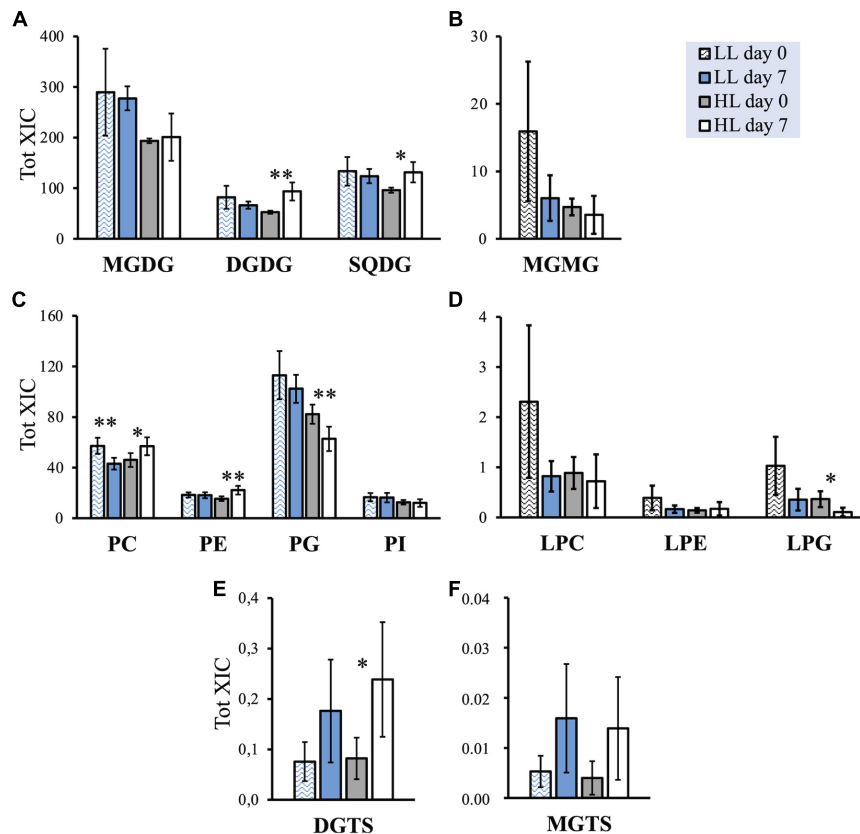 A
Tot XIC
400
300
200
100
0
**
*
MGDG DGDG SQDG
B
30
20
10
0
MGMG
LL day 0
LL day 7
HL day 0
HL day 7
C
Tot XIC
160
120
80
40
0
** *
**
**
PC PE PG PI
D
4
3
2
1
0
*
LPC LPE LPG
E
Tot XIC
0,4
0,3
0,2
0,1
0,0
*
DGTS
F
0.04
0.03
0.02
0.01
0.00
MGTS